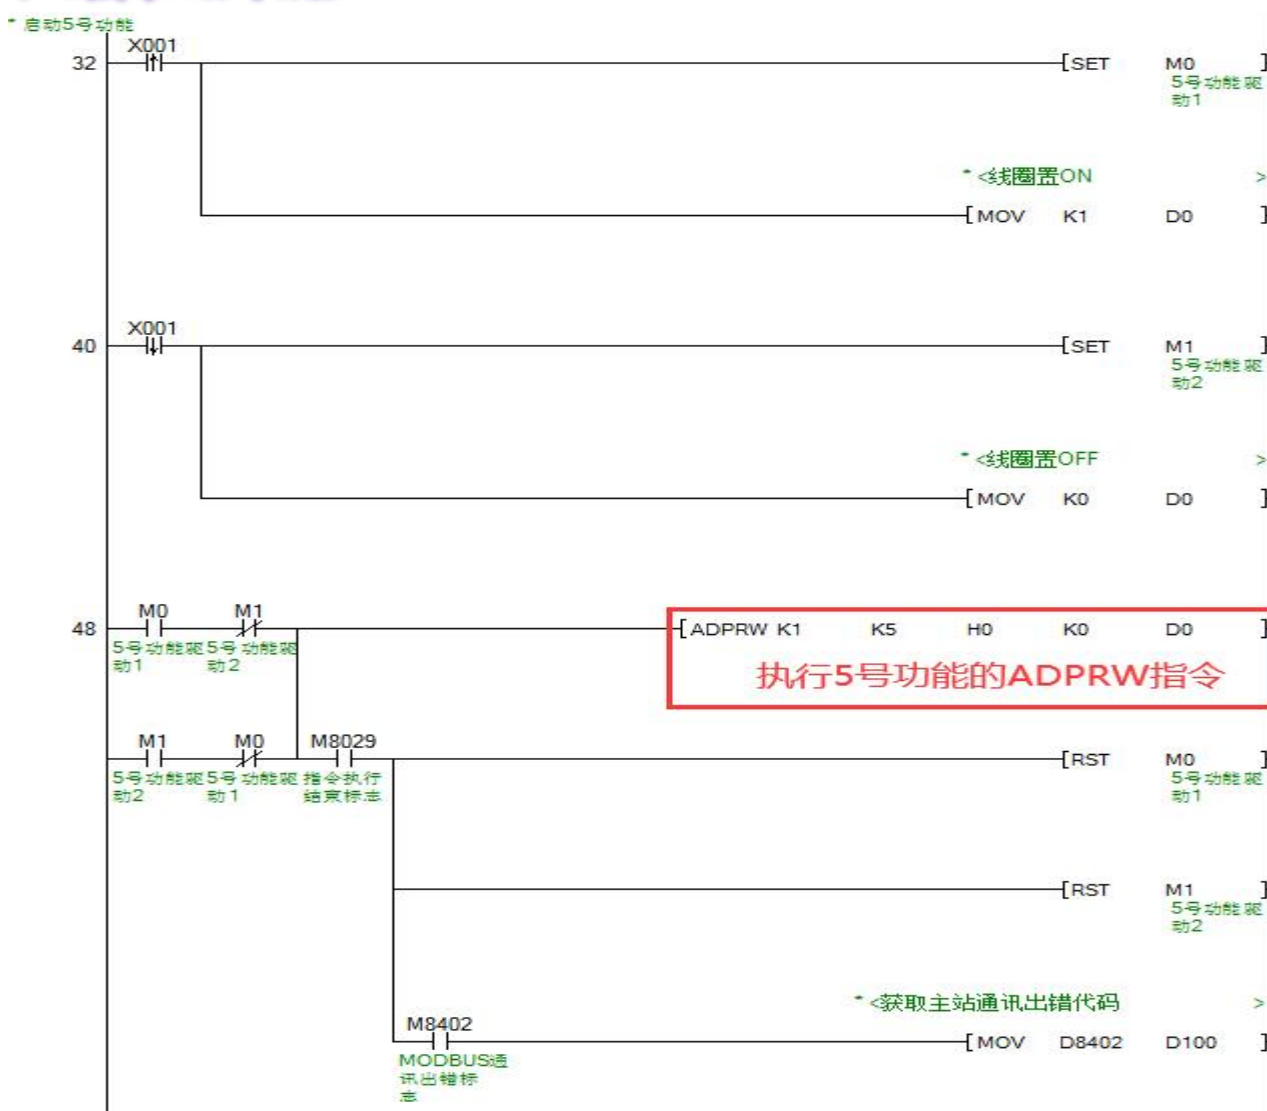 * 启动5号功能
X001
32
[SET M0 ]
5号功能驱
动1
* <线圈置ON >
[MOV K1 D0 ]
X001
40
[SET M1 ]
5号功能驱
动2
* <线圈置OFF >
[MOV K0 D0 ]
M0 M1
48
[ADPRW K1 K5 H0 K0 D0 ]
5号功能驱 5号功能驱
动1 动2
执行5号功能的ADPRW指令
M1 M0 M8029
[RST M0 ]
5号功能驱 5号功能驱 指令执行
动2 动1 结束标志
5号功能驱
动1
[RST M1 ]
5号功能驱
动2
* <获取主站通讯出错代码 >
M8402
[MOV D8402 D100 ]
MODBUS通
讯出错标
志